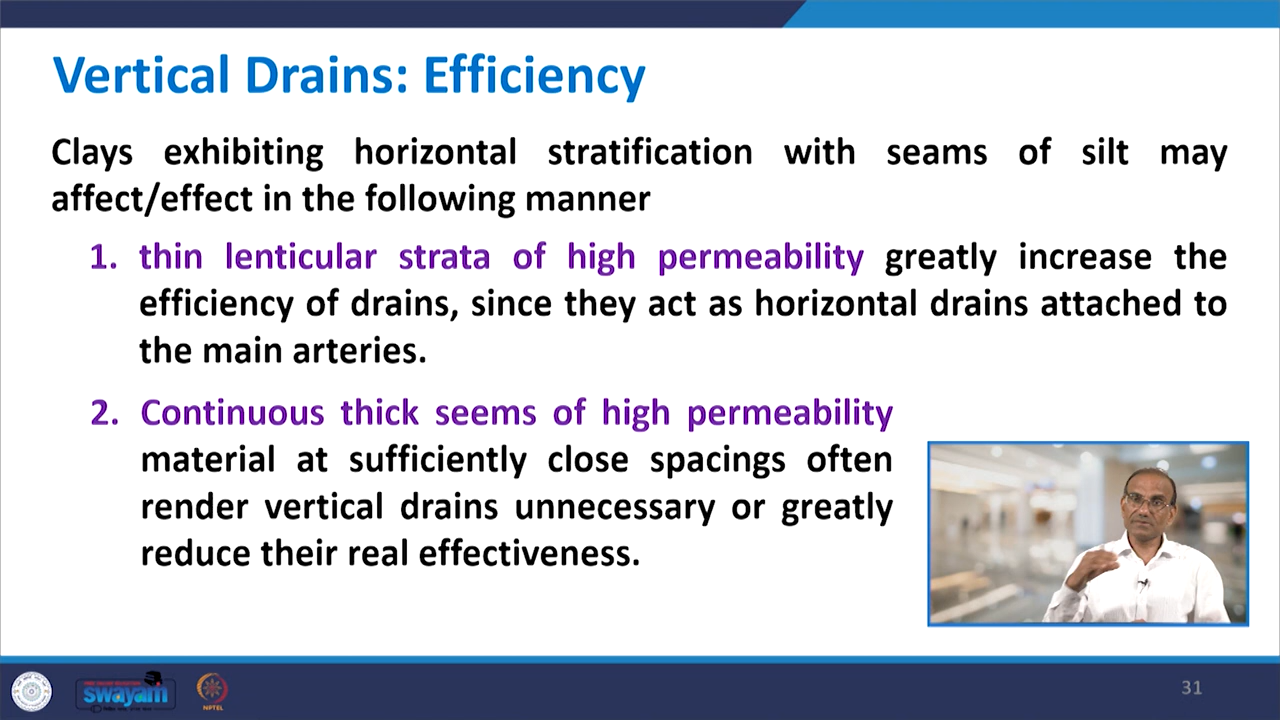 Vertical Drains: Efficiency
Clays exhibiting horizontal stratification with seams of silt may
affect/effect in the following manner
1. thin lenticular strata of high permeability greatly increase the
efficiency of drains, since they act as horizontal drains attached to
the main arteries.
2. Continuous thick seems of high permeability
material at sufficiently close spacings often
render vertical drains unnecessary or greatly
reduce their real effectiveness.
swayam
NPTEL
31